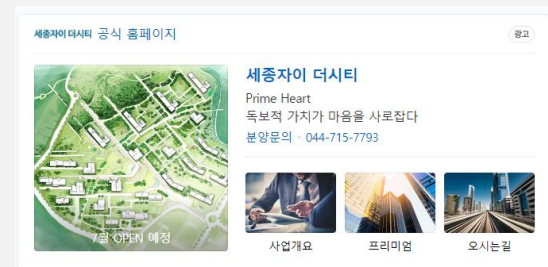 세종자이 더시티 공식 홈페이지
광고
세종자이 더시티
Prime Heart
독보적 가치가 마음을 사로잡다
분양문의 · 044-715-7793
7월 OPEN 예정
사업개요
프리미엄
오시는길